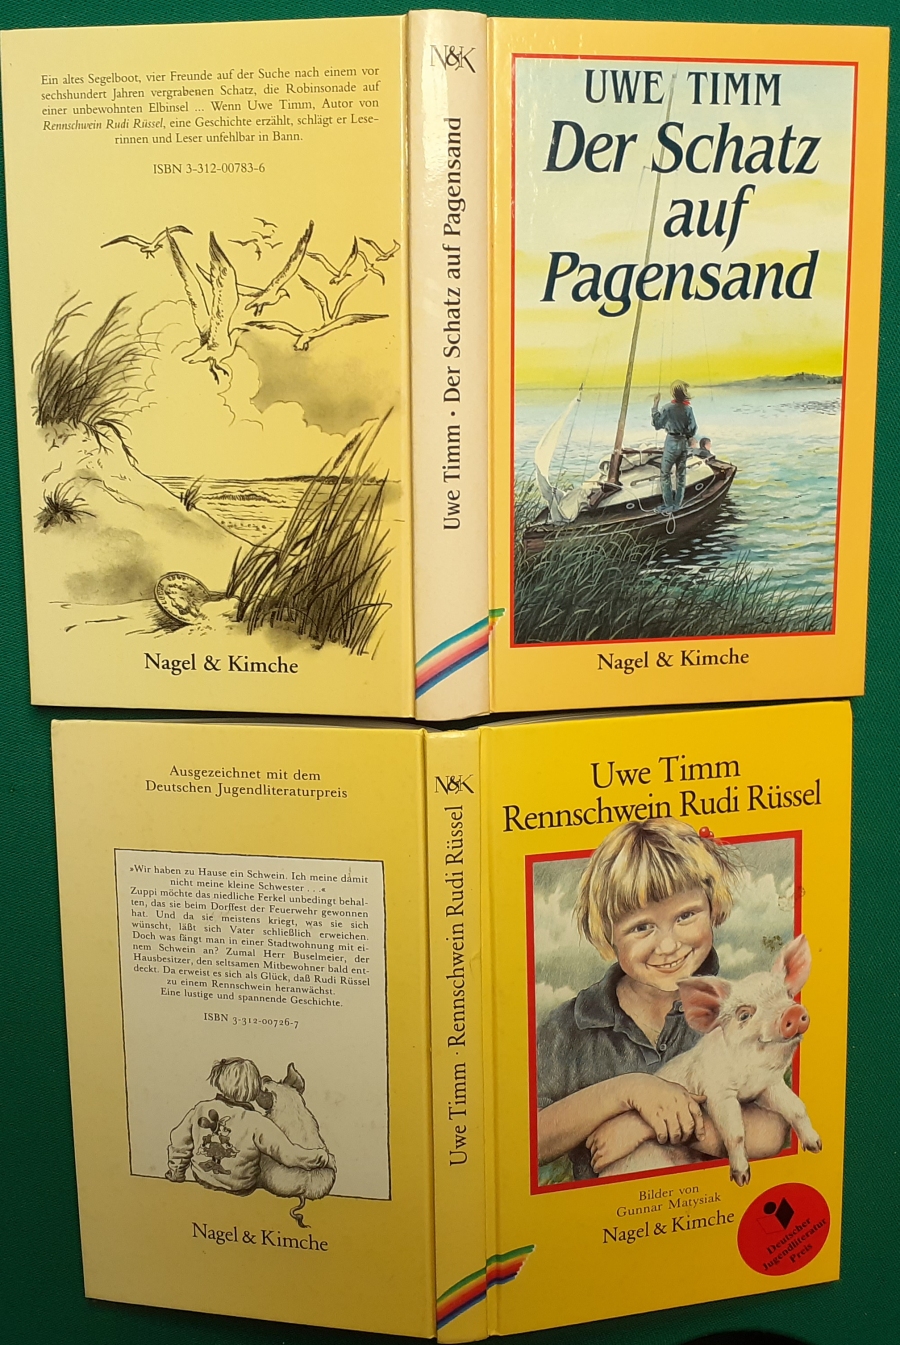 Ein altes Segelboot, vier Freunde auf der Suche nach einem vor
sechshundert Jahren vergrabenen Schatz, die Robinsonade auf
einer unbewohnten Elbinsel ... Wenn Uwe Timm, Autor von
Rennschwein Rudi Rüssel, eine Geschichte erzählt, schlägt er Lese-
rinnen und Leser unfehlbar in Bann.
ISBN 3-312-00783-6
Nagel & Kimche
N&K
Uwe Timm · Der Schatz auf Pagensand
UWE TIMM
Der Schatz
auf
Pagensand
Nagel & Kimche
Ausgezeichnet mit dem
Deutschen Jugendliteraturpreis
»Wir haben zu Hause ein Schwein. Ich meine damit
nicht meine kleine Schwester . . .«
Zuppi möchte das niedliche Ferkel unbedingt behal-
ten, das sie beim Dorffest der Feuerwehr gewonnen
hat. Und da sie meistens kriegt, was sie sich
wünscht, läßt sich Vater schließlich erweichen.
Doch was fängt man in einer Stadtwohnung mit ei-
nem Schwein an? Zumal Herr Buselmeier, der
Hausbesitzer, den seltsamen Mitbewohner bald ent-
deckt. Da erweist es sich als Glück, daß Rudi Rüssel
zu einem Rennschwein heranwächst.
Eine lustige und spannende Geschichte.
ISBN 3-312-00726-7
Nagel & Kimche
N&K
Uwe Timm · Rennschwein Rudi Rüssel
Uwe Timm
Rennschwein Rudi Rüssel
Bilder von
Gunnar Matysiak
Nagel & Kimche
Deutscher
Jugendliteratur
Preis